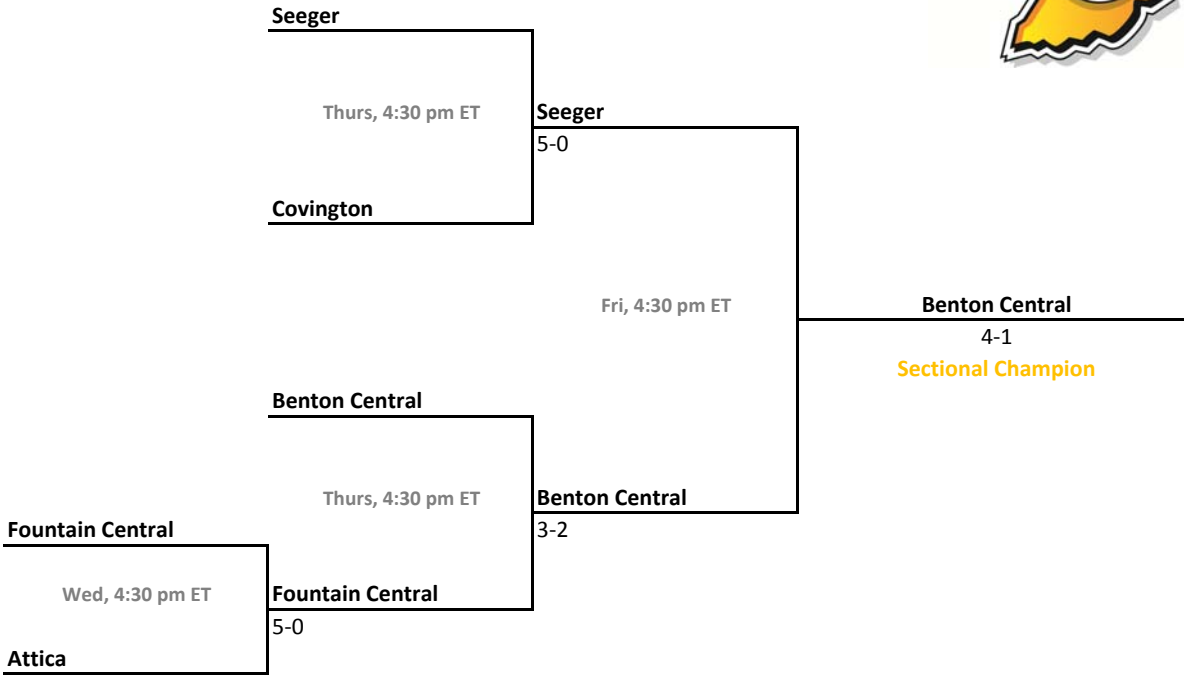 Seeger
Thurs, 4:30 pm ET
Seeger
5-0
Covington
Fri, 4:30 pm ET
Benton Central
4-1
Sectional Champion
Benton Central
Thurs, 4:30 pm ET
Benton Central
3-2
Fountain Central
Wed, 4:30 pm ET
Fountain Central
5-0
Attica